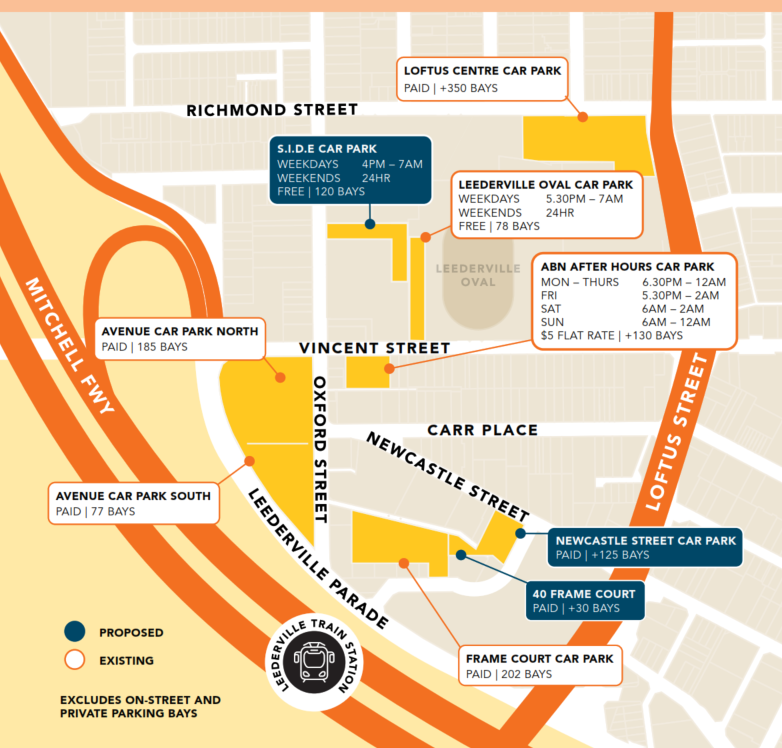 LOFTUS CENTRE CAR PARK
PAID | +350 BAYS
RICHMOND STREET
S.I.D.E CAR PARK
WEEKDAYS 4PM – 7AM
WEEKENDS 24HR
FREE | 120 BAYS
LEEDERVILLE OVAL CAR PARK
WEEKDAYS 5.30PM – 7AM
WEEKENDS 24HR
FREE | 78 BAYS
LEEDERVILLE
OVAL
ABN AFTER HOURS CAR PARK
MON – THURS 6.30PM – 12AM
FRI 5.30PM – 2AM
SAT 6AM – 2AM
SUN 6AM – 12AM
$5 FLAT RATE | +130 BAYS
MITCHELL FWY
AVENUE CAR PARK NORTH
PAID | 185 BAYS
VINCENT STREET
OXFORD STREET
LOFTUS STREET
CARR PLACE
NEWCASTLE STREET
AVENUE CAR PARK SOUTH
PAID | 77 BAYS
LEEDERVILLE PARADE
NEWCASTLE STREET CAR PARK
PAID | +125 BAYS
40 FRAME COURT
PAID | +30 BAYS
FRAME COURT CAR PARK
PAID | 202 BAYS
LEEDERVILLE TRAIN STATION
PROPOSED
EXISTING
EXCLUDES ON-STREET AND
PRIVATE PARKING BAYS